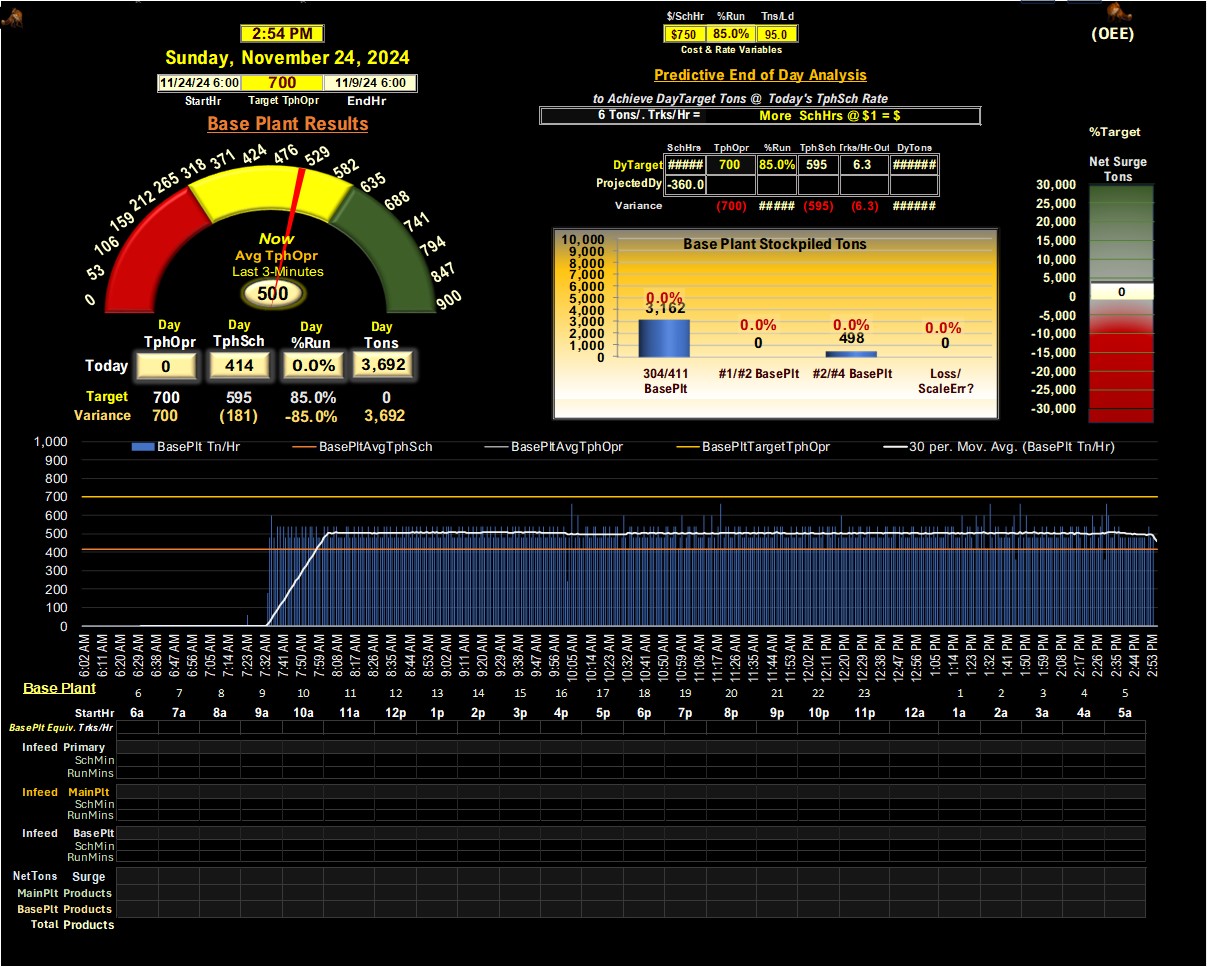 2:54 PM
Sunday, November 24, 2024
11/24/24 6:00 700 11/9/24 6:00
StartHr Target TphOpr EndHr
Base Plant Results
0 53 106 159 212 265 318 371 424 476 529 582 635 688 741 794 847 900
Now
Avg TphOpr
Last 3-Minutes
500
Day Day Day Day
TphOpr TphSch %Run Tons
Today 0 414 0.0% 3,692
Target 700 595 85.0% 0
Variance 700 (181) -85.0% 3,692
$/SchHr %Run Tns/Ld
$750 85.0% 95.0
Cost & Rate Variables
Predictive End of Day Analysis
to Achieve DayTarget Tons @ Today's TphSch Rate
6 Tons/. Trks/Hr = More SchHrs @ $1 = $
SchHrs TphOpr %Run TphSch Trks/Hr-Out DyTons
DyTarget ##### 700 85.0% 595 6.3 ######
ProjectedDy -360.0
Variance (700) ##### (595) (6.3) ######
Base Plant Stockpiled Tons
10,000
9,000
8,000
7,000
6,000
5,000
4,000
3,000
2,000
1,000
0
0.0% 0.0% 0.0% 0.0%
3,162 0 498 0
304/411 BasePlt
#1/#2 BasePlt
#2/#4 BasePlt
Loss/ ScaleErr?
(OEE)
%Target
Net Surge
Tons
30,000
25,000
20,000
15,000
10,000
5,000
0 0
-5,000
-10,000
-15,000
-20,000
-25,000
-30,000
BasePlt Tn/Hr BasePltAvgTphSch BasePltAvgTphOpr BasePltTargetTphOpr 30 per. Mov. Avg. (BasePlt Tn/Hr)
1,000
900
800
700
600
500
400
300
200
100
0
6:02 AM 6:11 AM 6:20 AM 6:29 AM 6:38 AM 6:47 AM 6:56 AM 7:05 AM 7:14 AM 7:23 AM 7:32 AM 7:41 AM 7:50 AM 7:59 AM 8:08 AM 8:17 AM 8:26 AM 8:35 AM 8:44 AM 8:53 AM 9:02 AM 9:11 AM 9:20 AM 9:29 AM 9:38 AM 9:47 AM 9:56 AM 10:05 AM 10:14 AM 10:23 AM 10:32 AM 10:41 AM 10:50 AM 10:59 AM 11:08 AM 11:17 AM 11:26 AM 11:35 AM 11:44 AM 11:53 AM 12:02 PM 12:11 PM 12:20 PM 12:29 PM 12:38 PM 12:47 PM 12:56 PM 1:05 PM 1:14 PM 1:23 PM 1:32 PM 1:41 PM 1:50 PM 1:59 PM 2:08 PM 2:17 PM 2:26 PM 2:35 PM 2:44 PM 2:53 PM
Base Plant
6 7 8 9 10 11 12 13 14 15 16 17 18 19 20 21 22 23 1 2 3 4 5
StartHr 6a 7a 8a 9a 10a 11a 12p 1p 2p 3p 4p 5p 6p 7p 8p 9p 10p 11p 12a 1a 2a 3a 4a 5a
BasePlt Equiv. Trks/Hr
Infeed Primary
SchMin
RunMins
Infeed MainPlt
SchMin
RunMins
Infeed BasePlt
SchMin
RunMins
NetTons Surge
MainPlt Products
BasePlt Products
Total Products